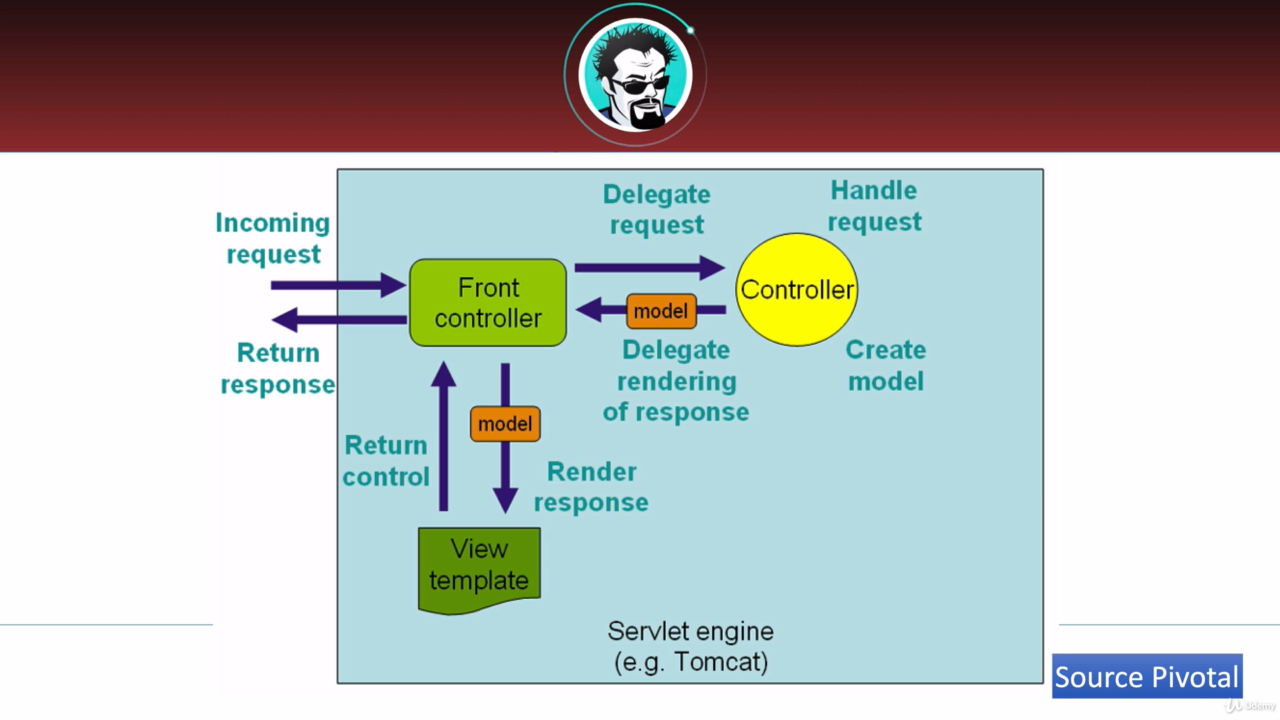 Incoming
request
Return
response
Delegate
request
Handle
request
Front
controller
model
Controller
Delegate
rendering
of response
Create
model
Return
control
model
Render
response
View
template
Servlet engine
(e.g. Tomcat)
Source Pivotal
Udemy